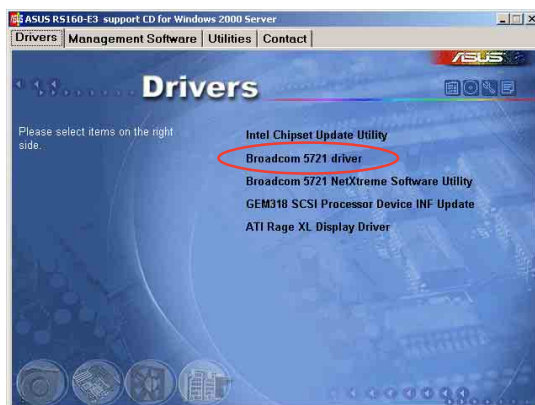 ASUS RS160-E3 support CD for Windows 2000 Server
Drivers Management Software Utilities Contact
ASUS
Drivers
Please select items on the right
side.
Intel Chipset Update Utility
Broadcom 5721 driver
Broadcom 5721 NetXtreme Software Utility
GEM318 SCSI Processor Device INF Update
ATI Rage XL Display Driver